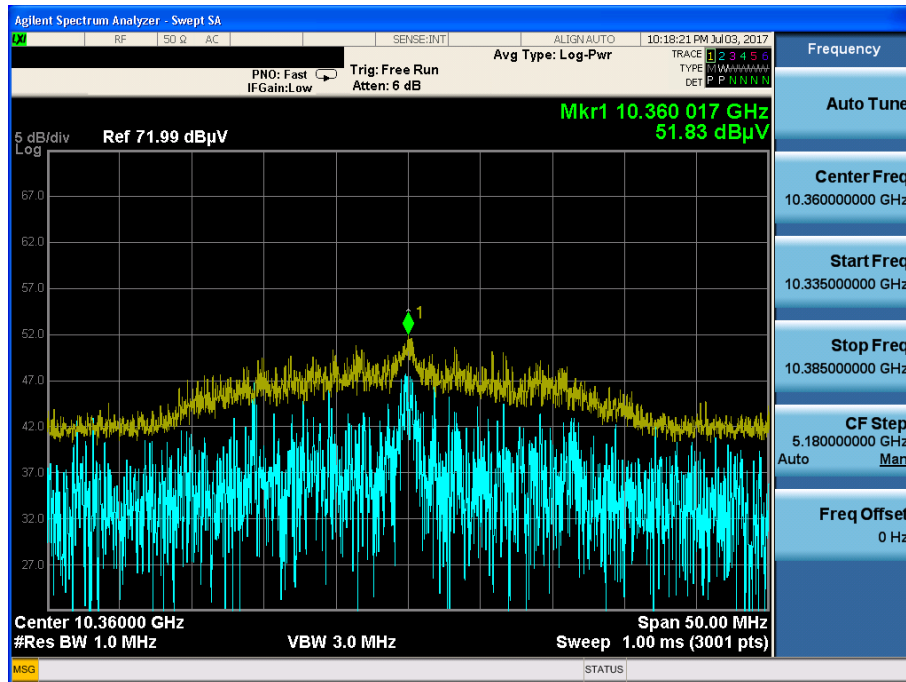 Agilent Spectrum Analyzer - Swept SA
LXI RF 50 Ω AC SENSE:INT ALIGN AUTO 10:18:21 PM Jul 03, 2017
Frequency
Avg Type: Log-Pwr
TRACE 1 2 3 4 5 6
PNO: Fast Trig: Free Run
TYPE M W W W W W
IFGain:Low Atten: 6 dB
DET P P N N N N
Auto Tune
Mkr1 10.360 017 GHz
51.83 dBµV
5 dB/div Ref 71.99 dBµV
Log
Center Freq
10.360000000 GHz
67.0
62.0
Start Freq
10.335000000 GHz
57.0
1
52.0
Stop Freq
10.385000000 GHz
47.0
42.0
CF Step
5.180000000 GHz
Auto Man
37.0
32.0
Freq Offset
0 Hz
27.0
Center 10.36000 GHz Span 50.00 MHz
#Res BW 1.0 MHz VBW 3.0 MHz Sweep 1.00 ms (3001 pts)
MSG STATUS